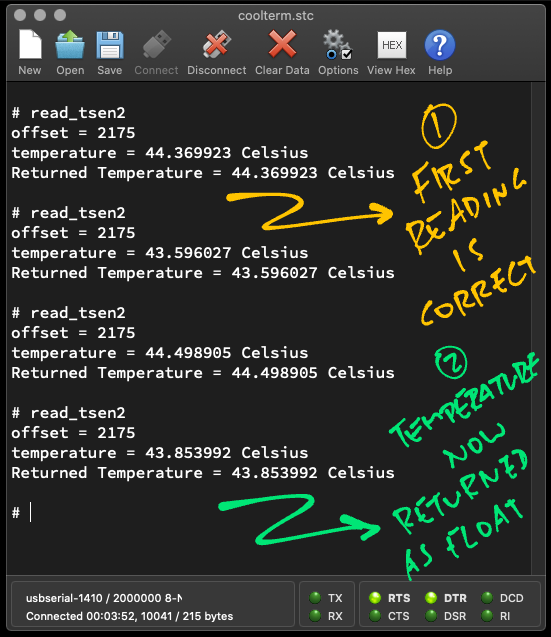 coolterm.stc
New Open Save Connect Disconnect Clear Data Options View Hex Help
HEX
# read_tsen2
offset = 2175
temperature = 44.369923 Celsius
Returned Temperature = 44.369923 Celsius
# read_tsen2
offset = 2175
temperature = 43.596027 Celsius
Returned Temperature = 43.596027 Celsius
# read_tsen2
offset = 2175
temperature = 44.498905 Celsius
Returned Temperature = 44.498905 Celsius
# read_tsen2
offset = 2175
temperature = 43.853992 Celsius
Returned Temperature = 43.853992 Celsius
#
1
FIRST
READING
IS
CORRECT
2
TEMPERATURE
NOW
RETURNED
AS FLOAT
usbserial-1410 / 2000000 8-N
Connected 00:03:52, 10041 / 215 bytes
TX RTS DTR DCD
RX CTS DSR RI